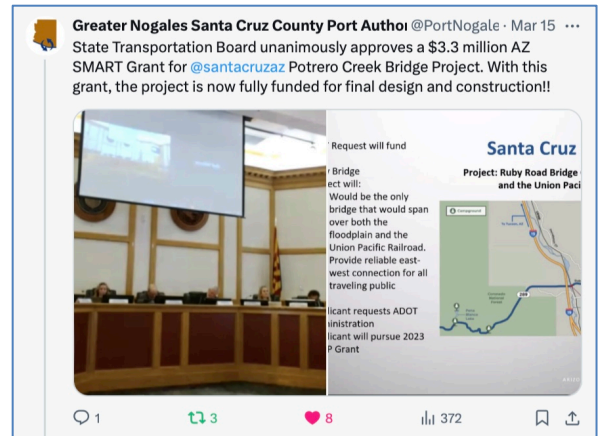 Greater Nogales Santa Cruz County Port Author @PortNogale · Mar 15 ...
State Transportation Board unanimously approves a $3.3 million AZ
SMART Grant for @santacruzaz Potrero Creek Bridge Project. With this
grant, the project is now fully funded for final design and construction!!
Request will fund
Bridge
ect will:
Would be the only
bridge that would span
over both the
floodplain and the
Union Pacific Railroad.
Provide reliable east-
west connection for all
traveling public
licant requests ADOT
inistration
licant will pursue 2023
P Grant
Santa Cruz
Project: Ruby Road Bridge
and the Union Paci
289
1 3 8 372